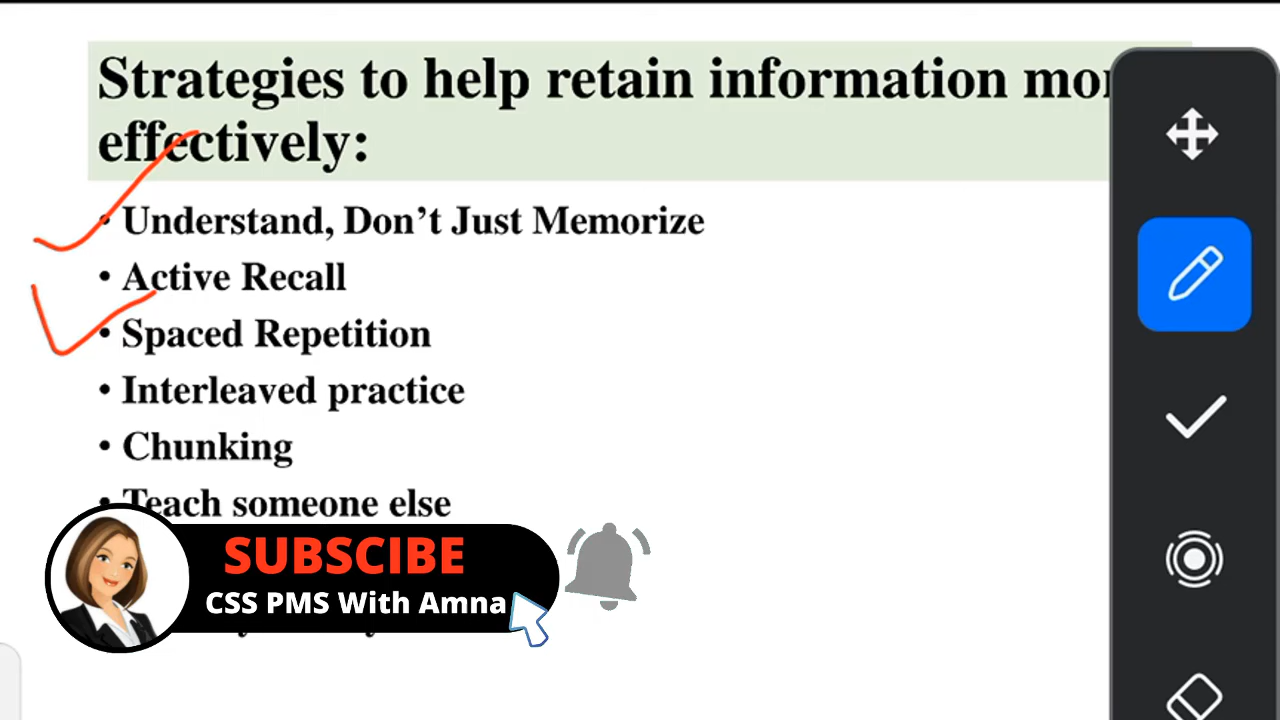 Strategies to help retain information mor
effectively:
• Understand, Don't Just Memorize
• Active Recall
• Spaced Repetition
• Interleaved practice
• Chunking
• Teach someone else
SUBSCIBE
CSS PMS With Amna